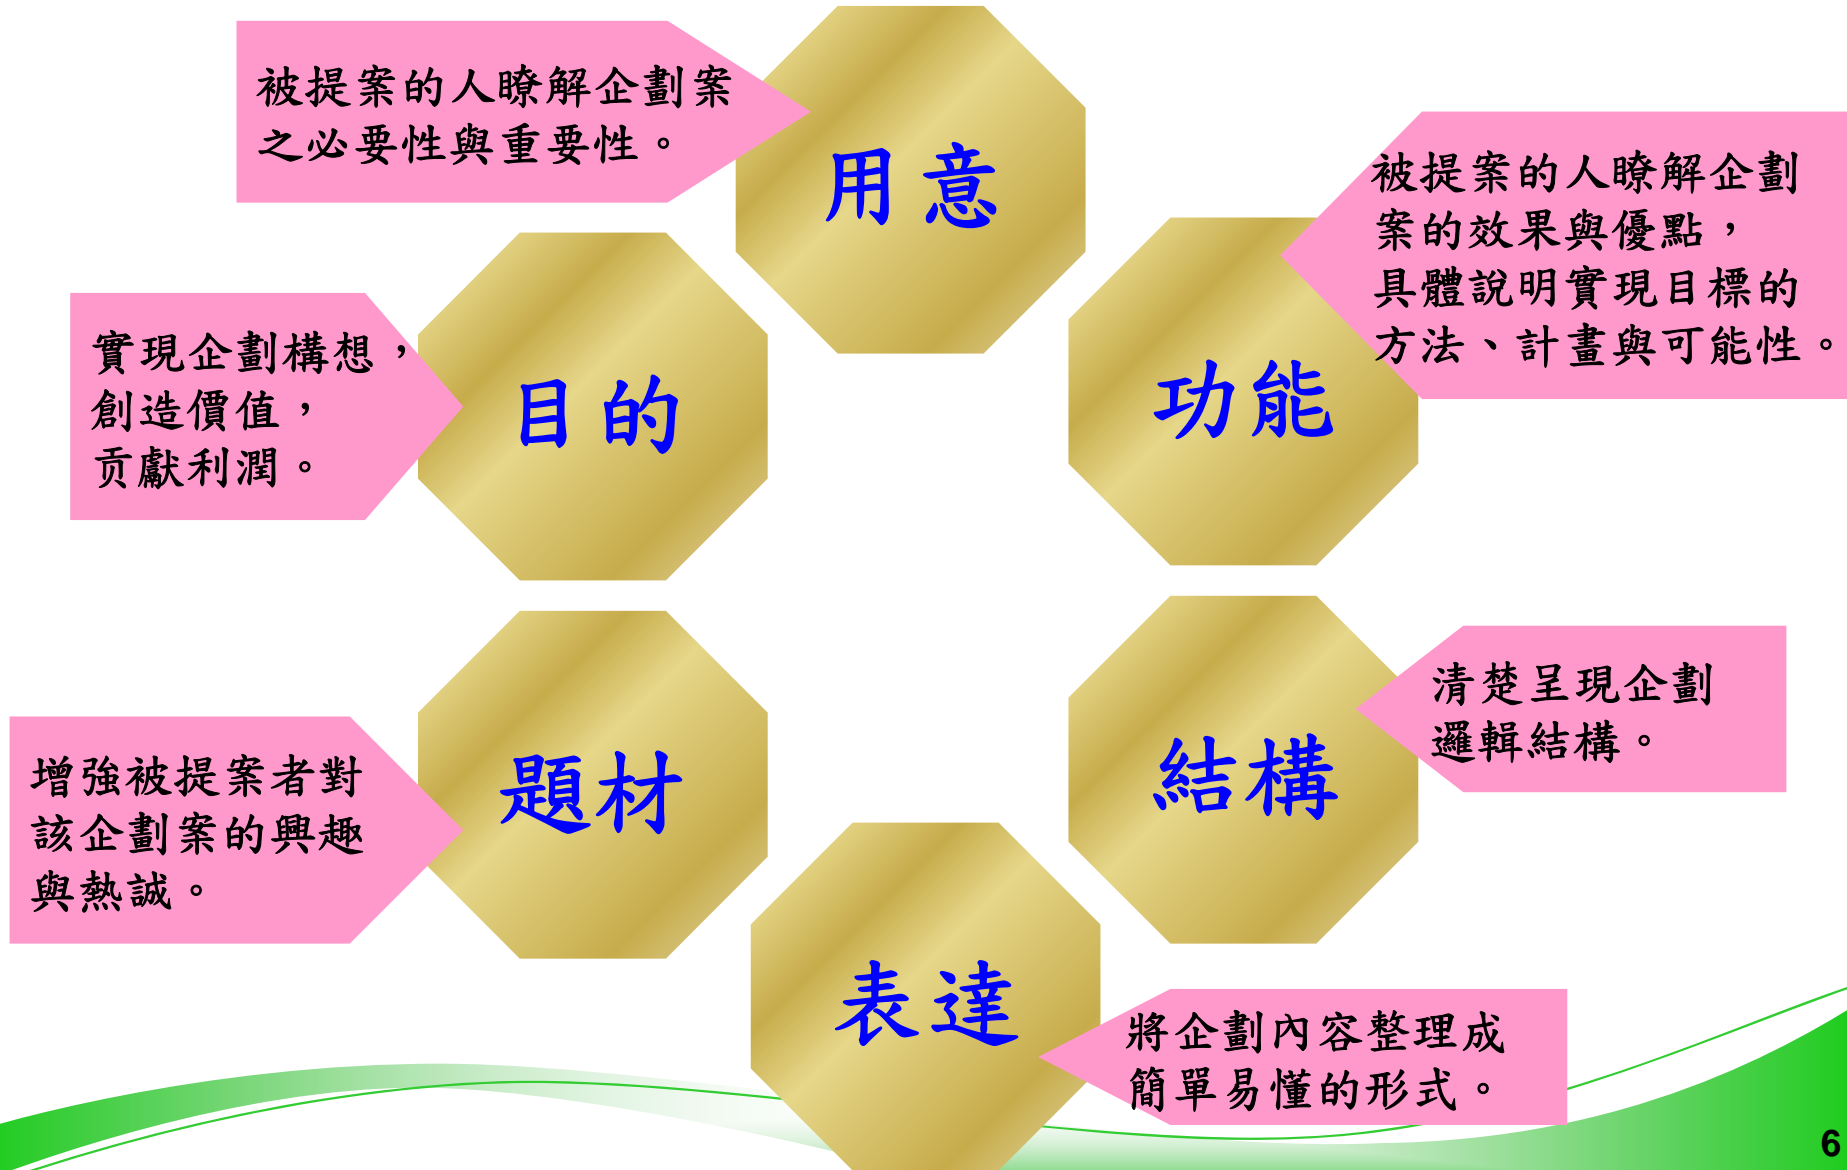 被提案的人瞭解企劃案
之必要性與重要性。
用意
被提案的人瞭解企劃
案的效果與優點，
具體說明實現目標的
方法、計畫與可能性。
功能
實現企劃構想，
創造價值，
贡獻利潤。
目的
清楚呈現企劃
邏輯結構。
結構
增強被提案者對
該企劃案的興趣
與熱誠。
題材
表達
將企劃內容整理成
簡單易懂的形式。
6